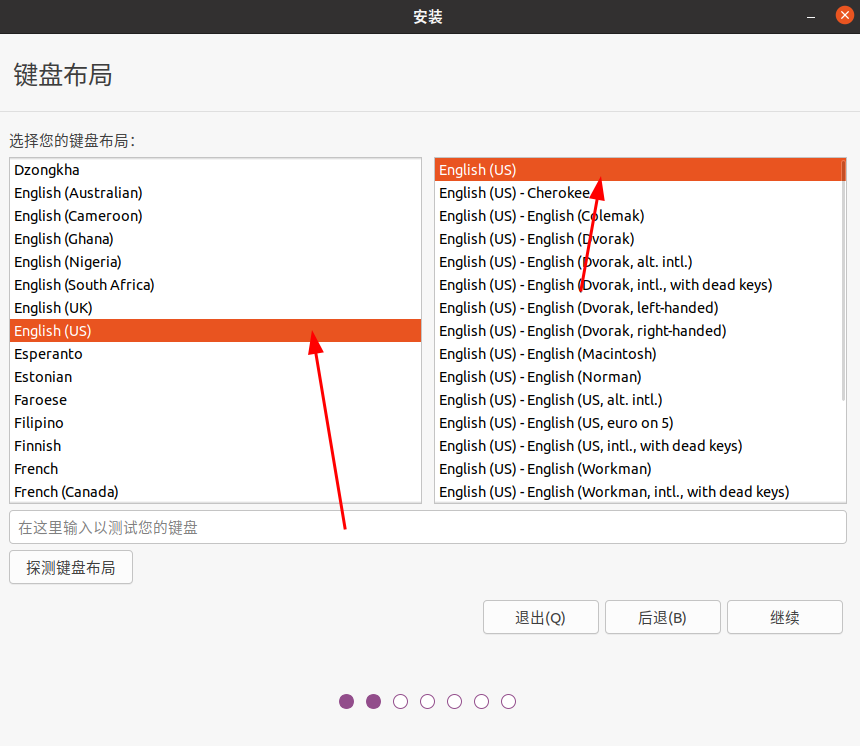 安装
键盘布局
选择您的键盘布局：
Dzongkha
English (Australian)
English (Cameroon)
English (Ghana)
English (Nigeria)
English (South Africa)
English (UK)
English (US)
Esperanto
Estonian
Faroese
Filipino
Finnish
French
French (Canada)
English (US)
English (US) - Cherokee
English (US) - English (Colemak)
English (US) - English (Dvorak)
English (US) - English (Dvorak, alt. intl.)
English (US) - English (Dvorak, intl., with dead keys)
English (US) - English (Dvorak, left-handed)
English (US) - English (Dvorak, right-handed)
English (US) - English (Macintosh)
English (US) - English (Norman)
English (US) - English (US, alt. intl.)
English (US) - English (US, euro on 5)
English (US) - English (US, intl., with dead keys)
English (US) - English (Workman)
English (US) - English (Workman, intl., with dead keys)
在这里输入以测试您的键盘
探测键盘布局
退出(Q)
后退(B)
继续